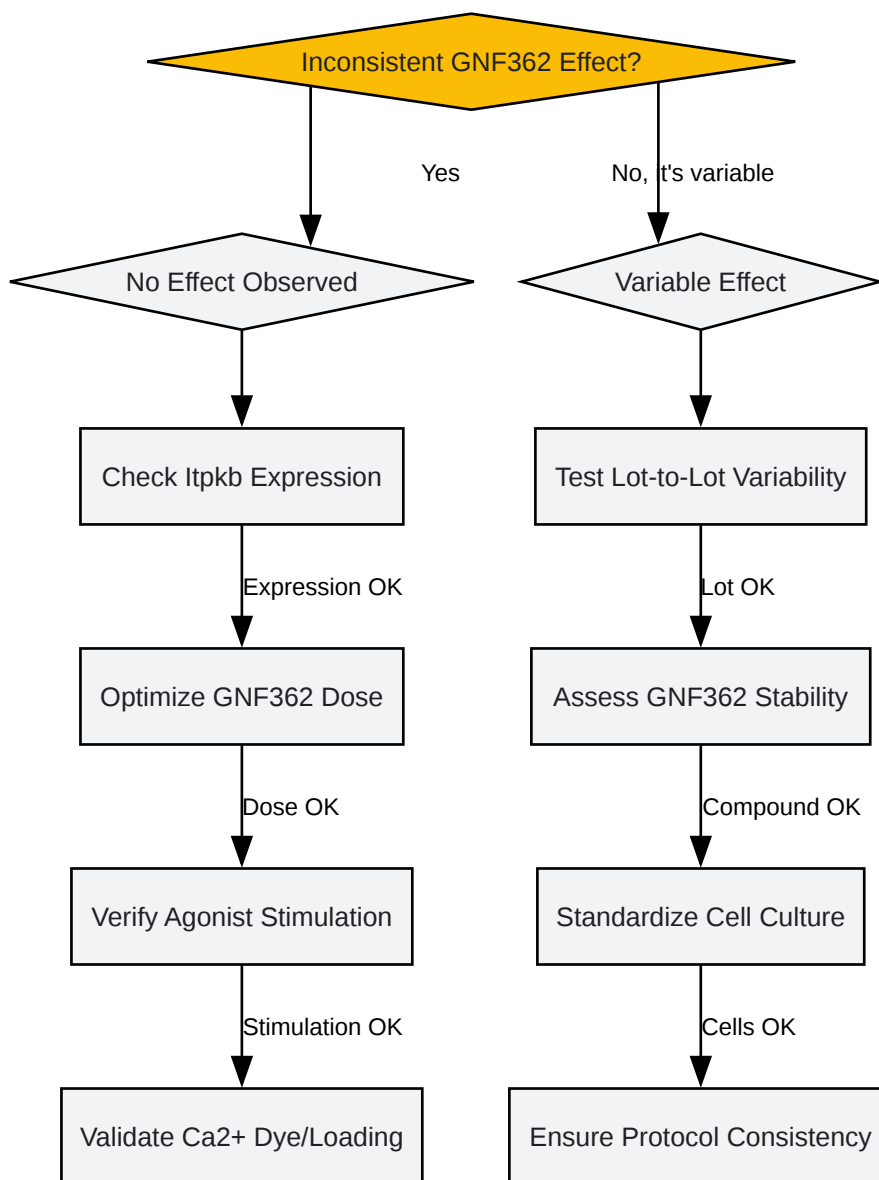 Inconsistent GNF362 Effect?
Yes
No, it's variable
No Effect Observed
Variable Effect
Check Itpkb Expression
Test Lot-to-Lot Variability
Expression OK
Lot OK
Optimize GNF362 Dose
Assess GNF362 Stability
Dose OK
Compound OK
Verify Agonist Stimulation
Standardize Cell Culture
Stimulation OK
Cells OK
Validate Ca2+ Dye/Loading
Ensure Protocol Consistency